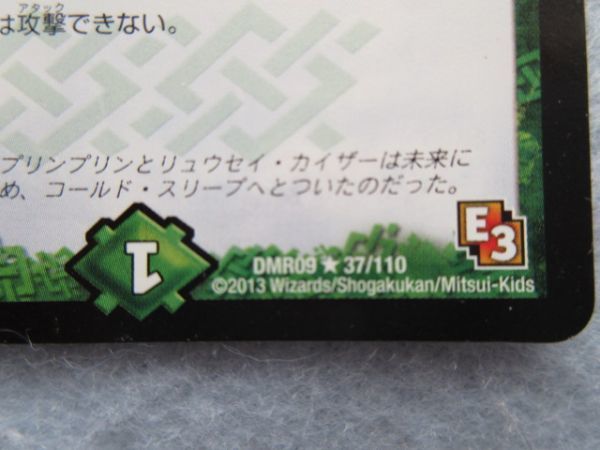 アタック
は攻撃できない。
プリンプリンとリュウセイ・カイザーは未来に
め、コールド・スリープへとついたのだった。
1
E3
DMR09 ★ 37/110
©2013 Wizards/Shogakukan/Mitsui-Kids